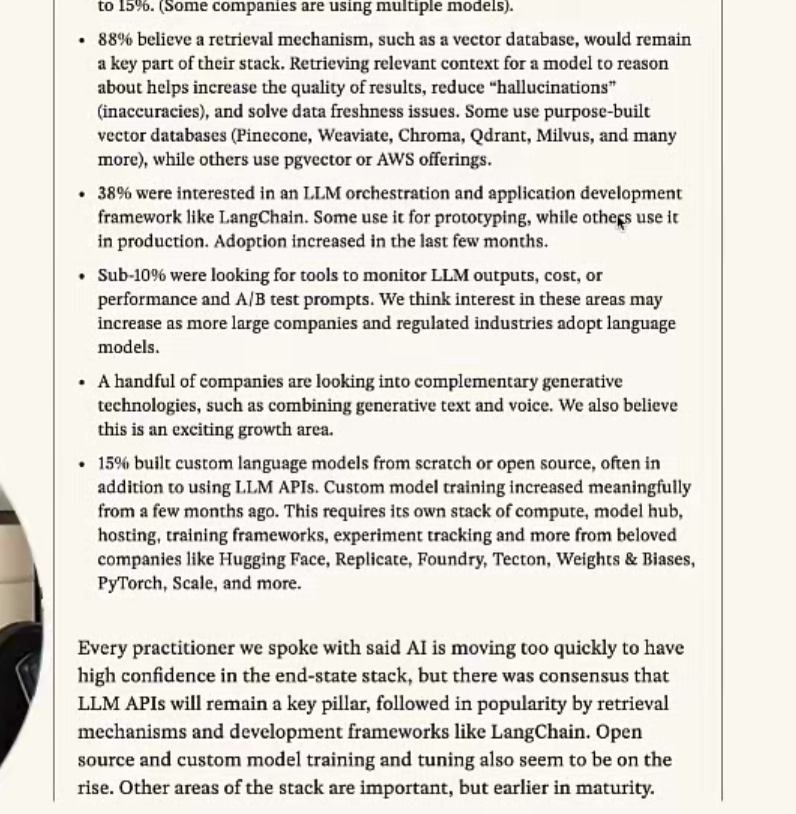 to 15%. (Some companies are using multiple models).
• 88% believe a retrieval mechanism, such as a vector database, would remain
a key part of their stack. Retrieving relevant context for a model to reason
about helps increase the quality of results, reduce “hallucinations”
(inaccuracies), and solve data freshness issues. Some use purpose-built
vector databases (Pinecone, Weaviate, Chroma, Qdrant, Milvus, and many
more), while others use pgvector or AWS offerings.
• 38% were interested in an LLM orchestration and application development
framework like LangChain. Some use it for prototyping, while others use it
in production. Adoption increased in the last few months.
• Sub-10% were looking for tools to monitor LLM outputs, cost, or
performance and A/B test prompts. We think interest in these areas may
increase as more large companies and regulated industries adopt language
models.
• A handful of companies are looking into complementary generative
technologies, such as combining generative text and voice. We also believe
this is an exciting growth area.
• 15% built custom language models from scratch or open source, often in
addition to using LLM APIs. Custom model training increased meaningfully
from a few months ago. This requires its own stack of compute, model hub,
hosting, training frameworks, experiment tracking and more from beloved
companies like Hugging Face, Replicate, Foundry, Tecton, Weights & Biases,
PyTorch, Scale, and more.
Every practitioner we spoke with said AI is moving too quickly to have
high confidence in the end-state stack, but there was consensus that
LLM APIs will remain a key pillar, followed in popularity by retrieval
mechanisms and development frameworks like LangChain. Open
source and custom model training and tuning also seem to be on the
rise. Other areas of the stack are important, but earlier in maturity.